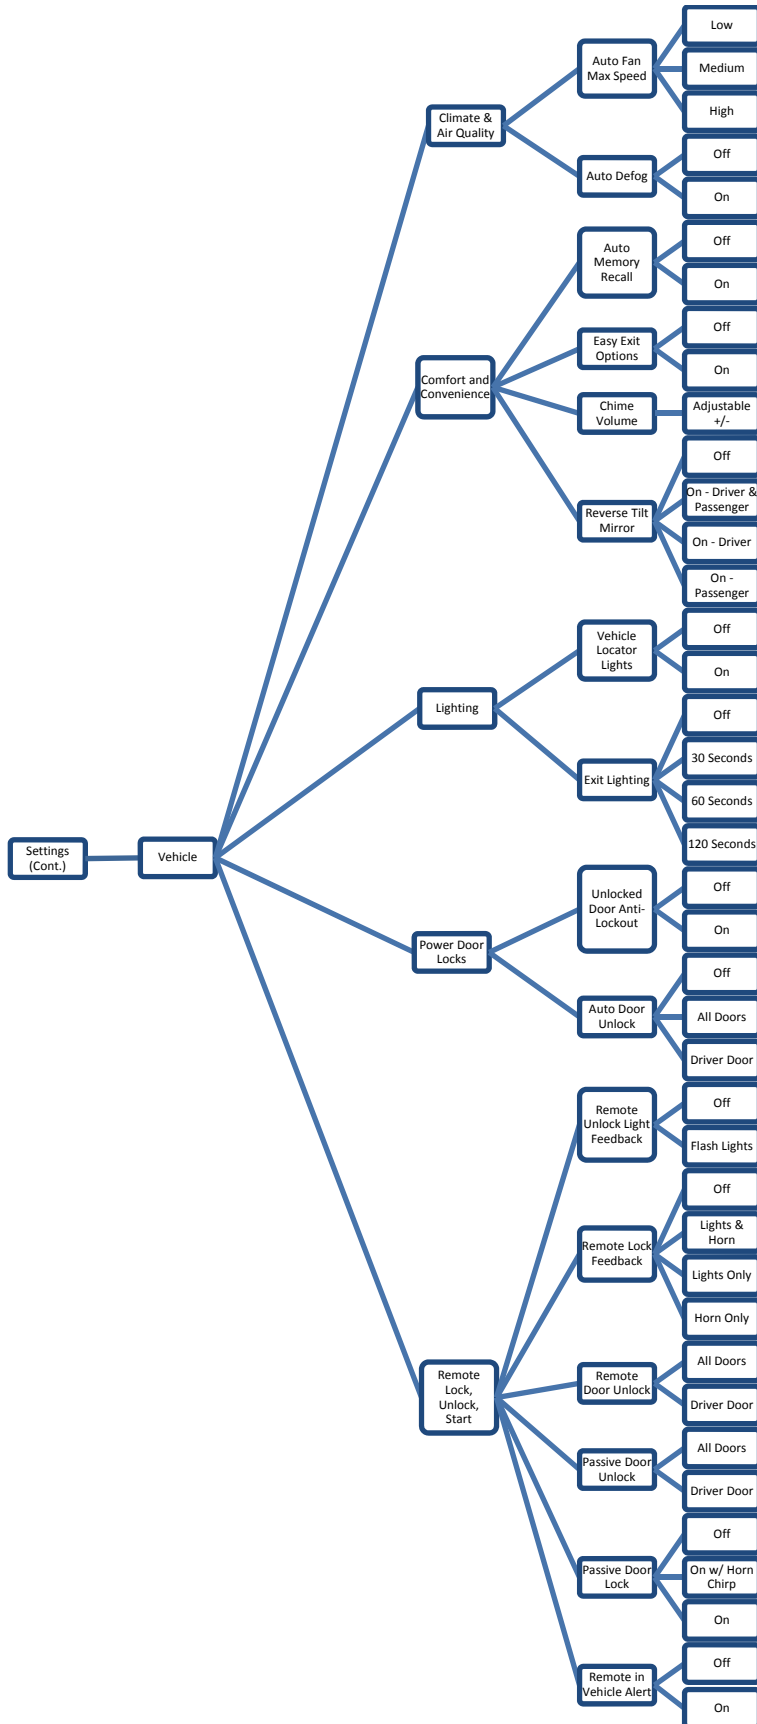 Settings
(Cont.)
Vehicle
Climate &
Air Quality
Auto Fan
Max Speed
Low
Medium
High
Auto Defog
Off
On
Comfort and
Convenience
Auto
Memory
Recall
Off
On
Easy Exit
Options
Off
On
Chime
Volume
Adjustable
+/-
Reverse Tilt
Mirror
Off
On - Driver &
Passenger
On - Driver
On -
Passenger
Lighting
Vehicle
Locator
Lights
Off
On
Exit Lighting
Off
30 Seconds
60 Seconds
120 Seconds
Power Door
Locks
Unlocked
Door Anti-
Lockout
Off
On
Auto Door
Unlock
Off
All Doors
Driver Door
Remote
Lock,
Unlock,
Start
Remote
Unlock Light
Feedback
Off
Flash Lights
Remote Lock
Feedback
Off
Lights &
Horn
Lights Only
Horn Only
Remote
Door Unlock
All Doors
Driver Door
Passive Door
Unlock
All Doors
Driver Door
Passive Door
Lock
Off
On w/ Horn
Chirp
On
Remote in
Vehicle Alert
Off
On